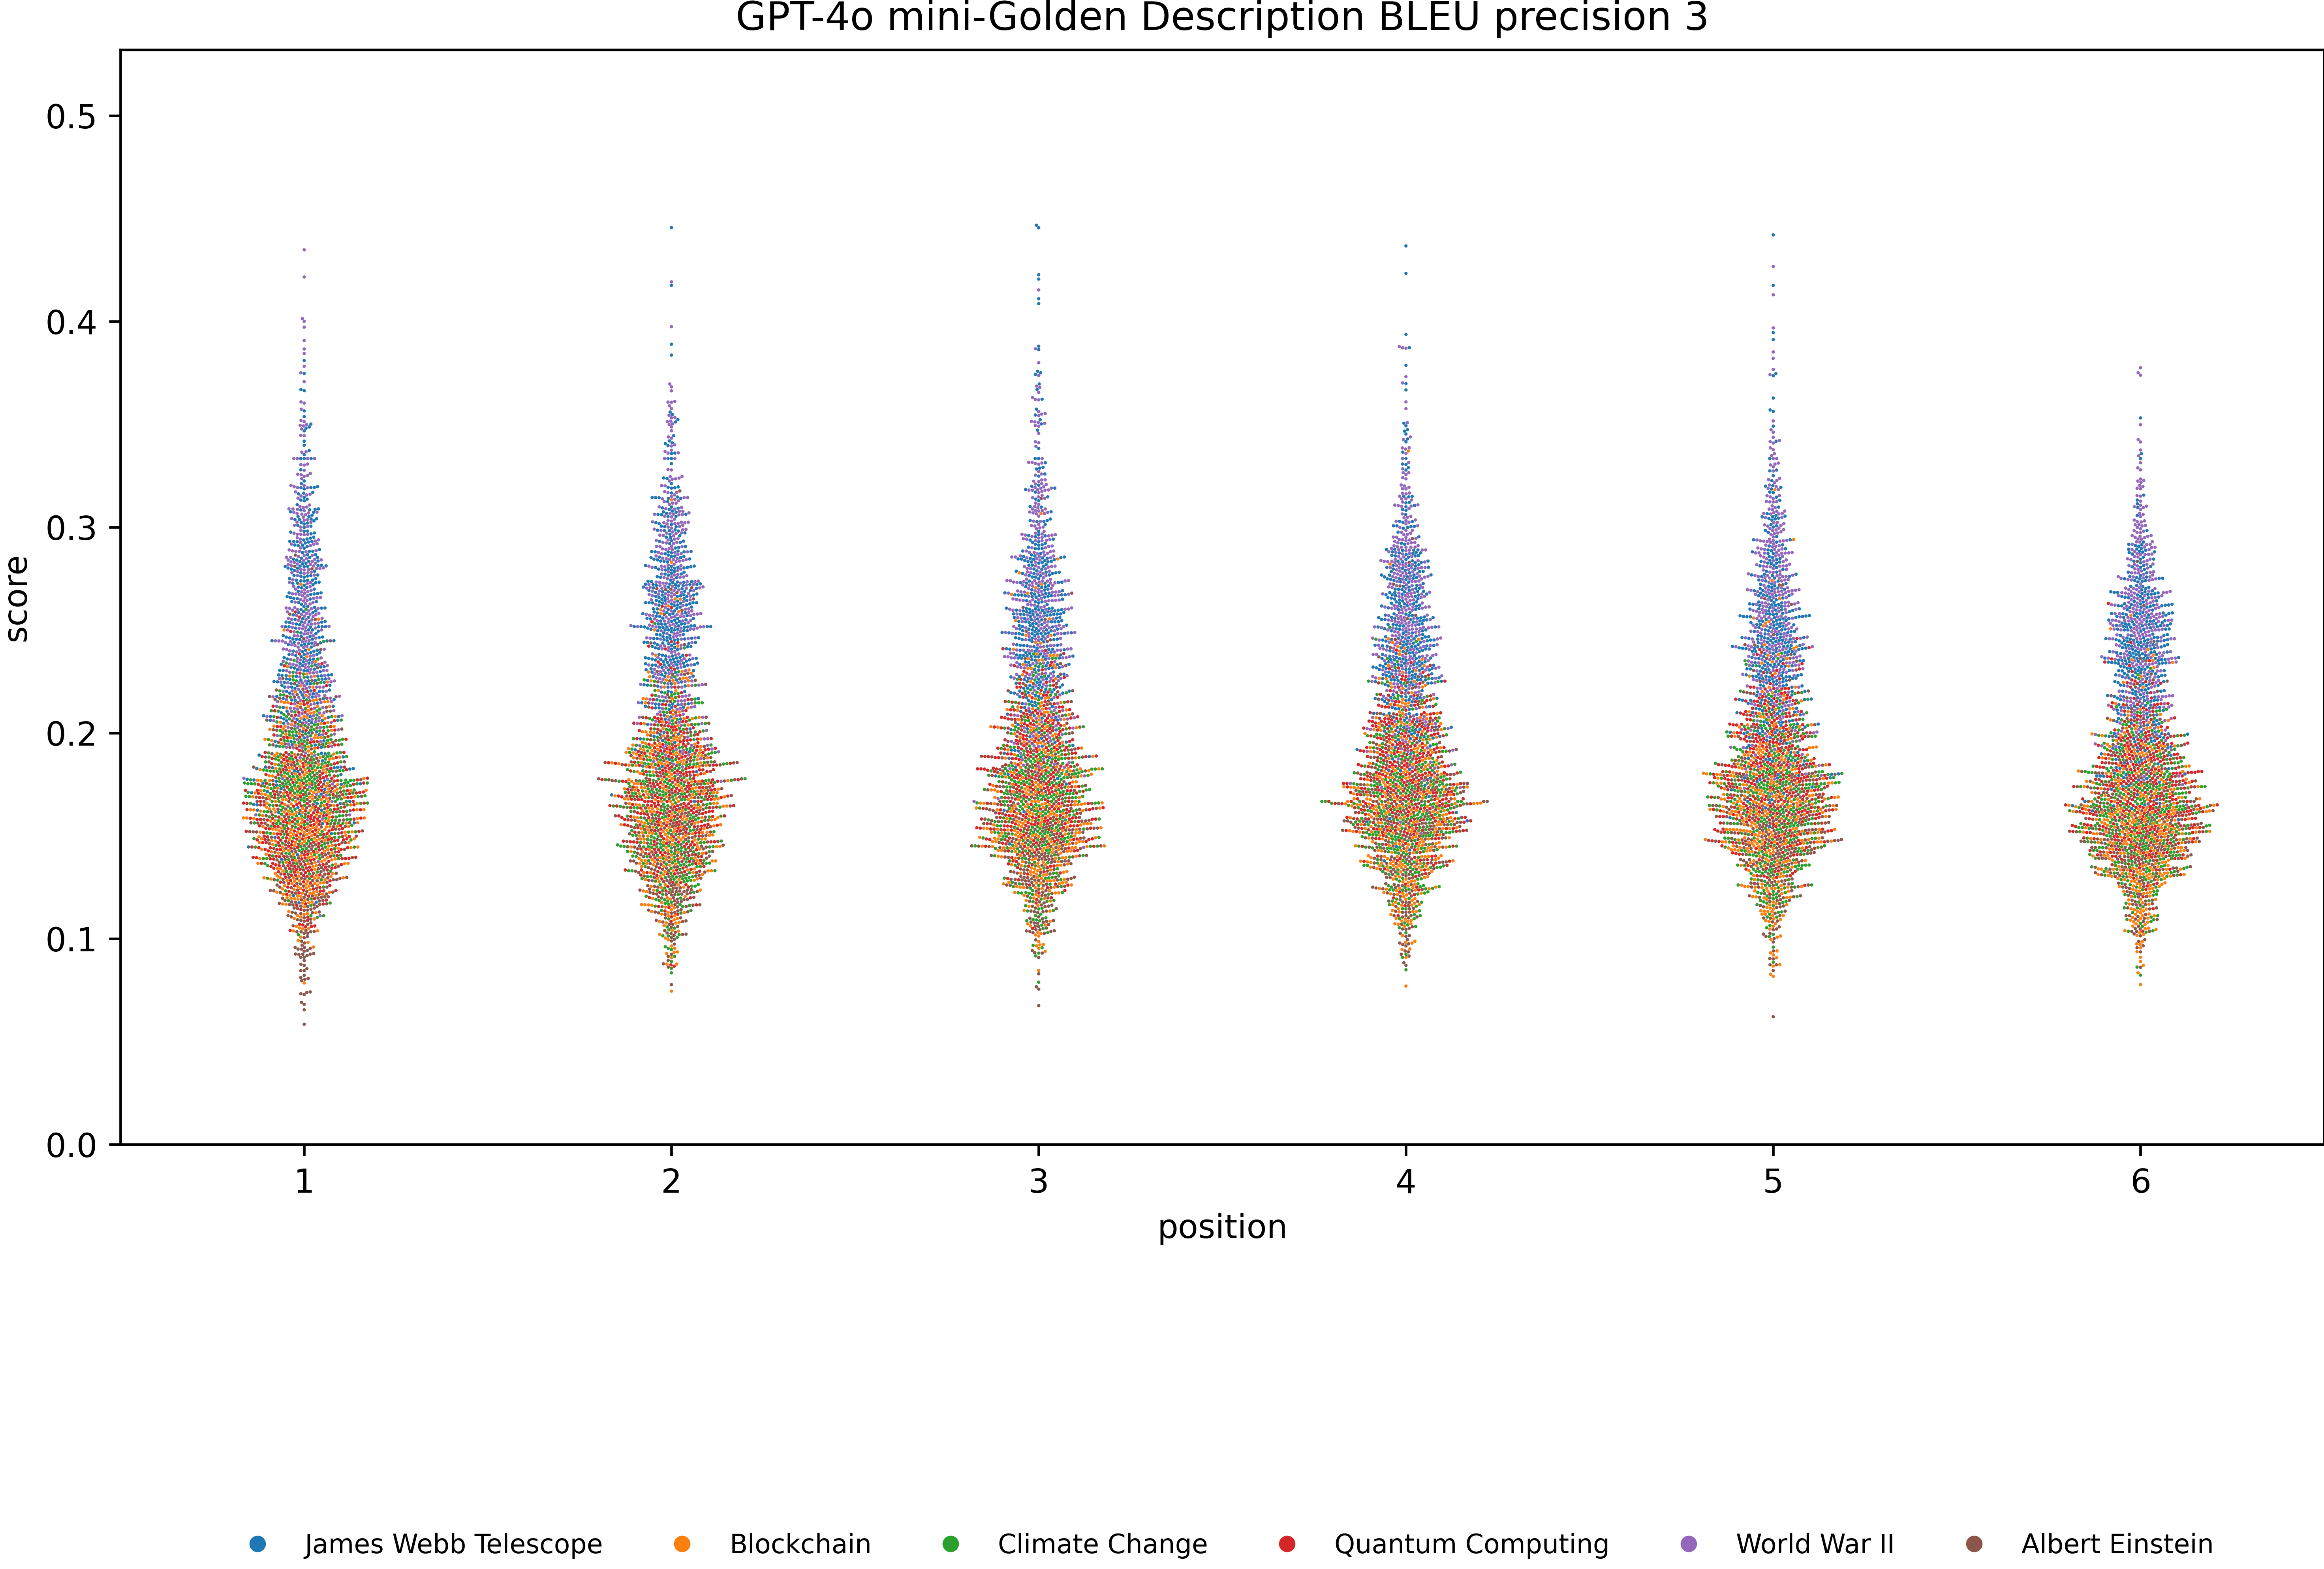 GPT-4o mini-Golden Description BLEU precision 3
score
0.5
0.4
0.3
0.2
0.1
0.0
1 2 3 4 5 6
position
James Webb Telescope Blockchain Climate Change Quantum Computing World War II Albert Einstein